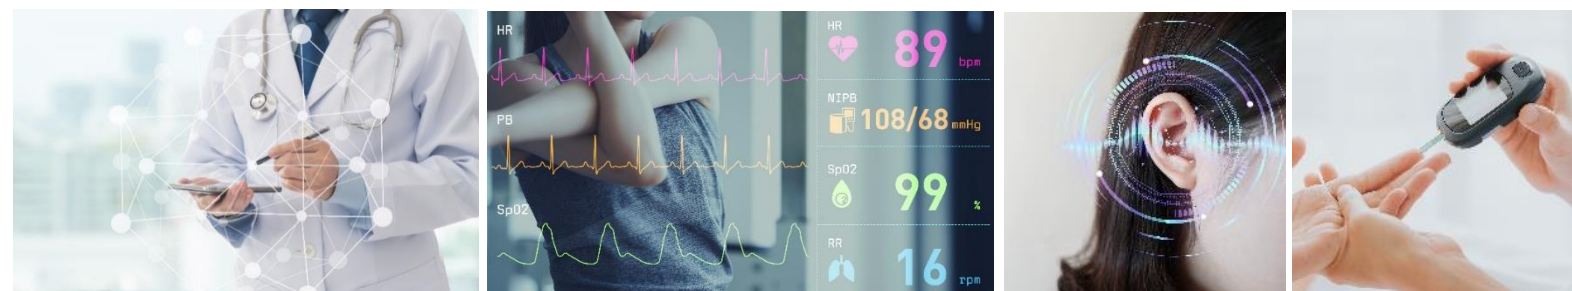 HR
PB
SpO2
HR
89 bpm
NIPB
108/68 mmHg
SpO2
99 %
RR
16 rpm